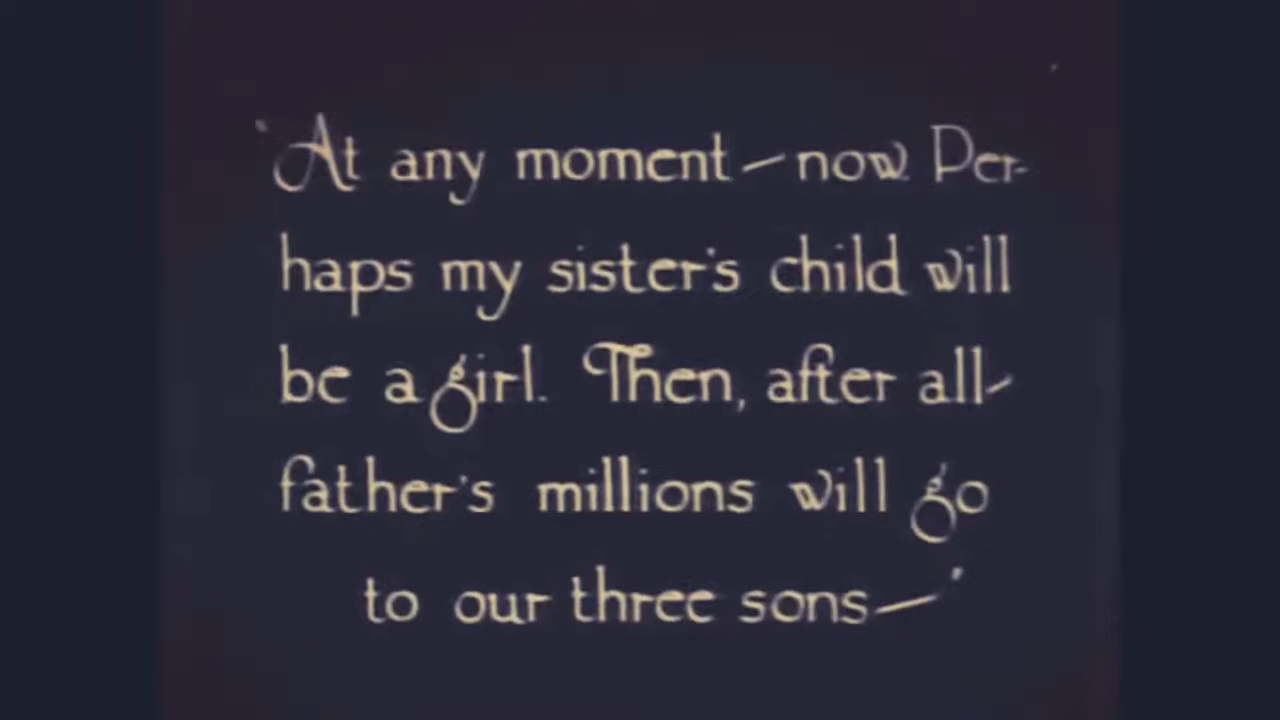 'At any moment — now Per-
haps my sister's child will
be a girl. Then, after all —
father's millions will go
to our three sons — '